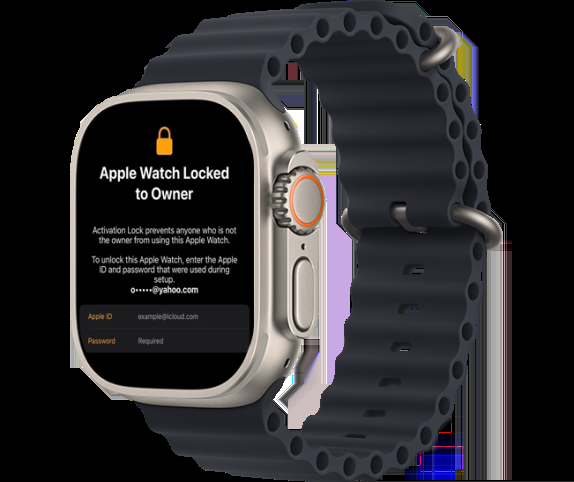 Apple Watch Locked
to Owner
Activation Lock prevents anyone who is not
the owner from using this Apple Watch.
To unlock this Apple Watch, enter the Apple
ID and password that were used during
setup.
o•••••@yahoo.com
Apple ID example@icloud.com
Password Required